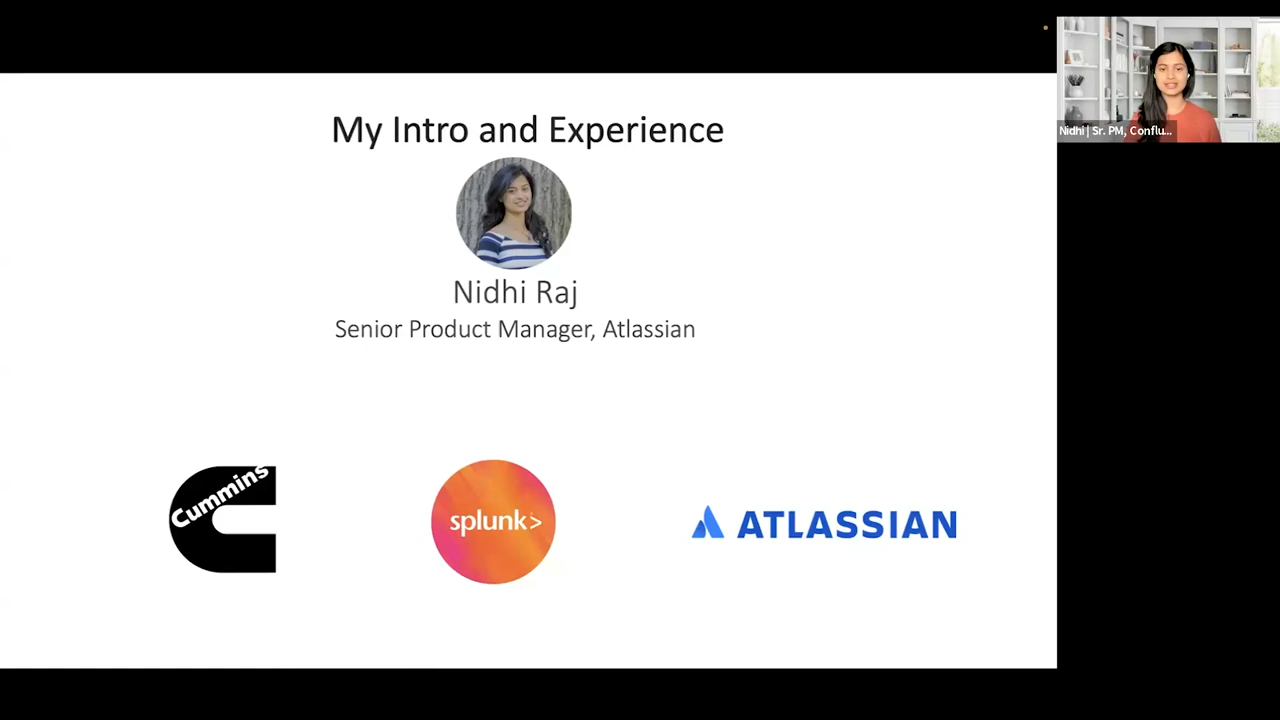 My Intro and Experience
Nidhi | Sr. PM, Conflu...
Nidhi Raj
Senior Product Manager, Atlassian
Cummins
splunk>
ATLASSIAN